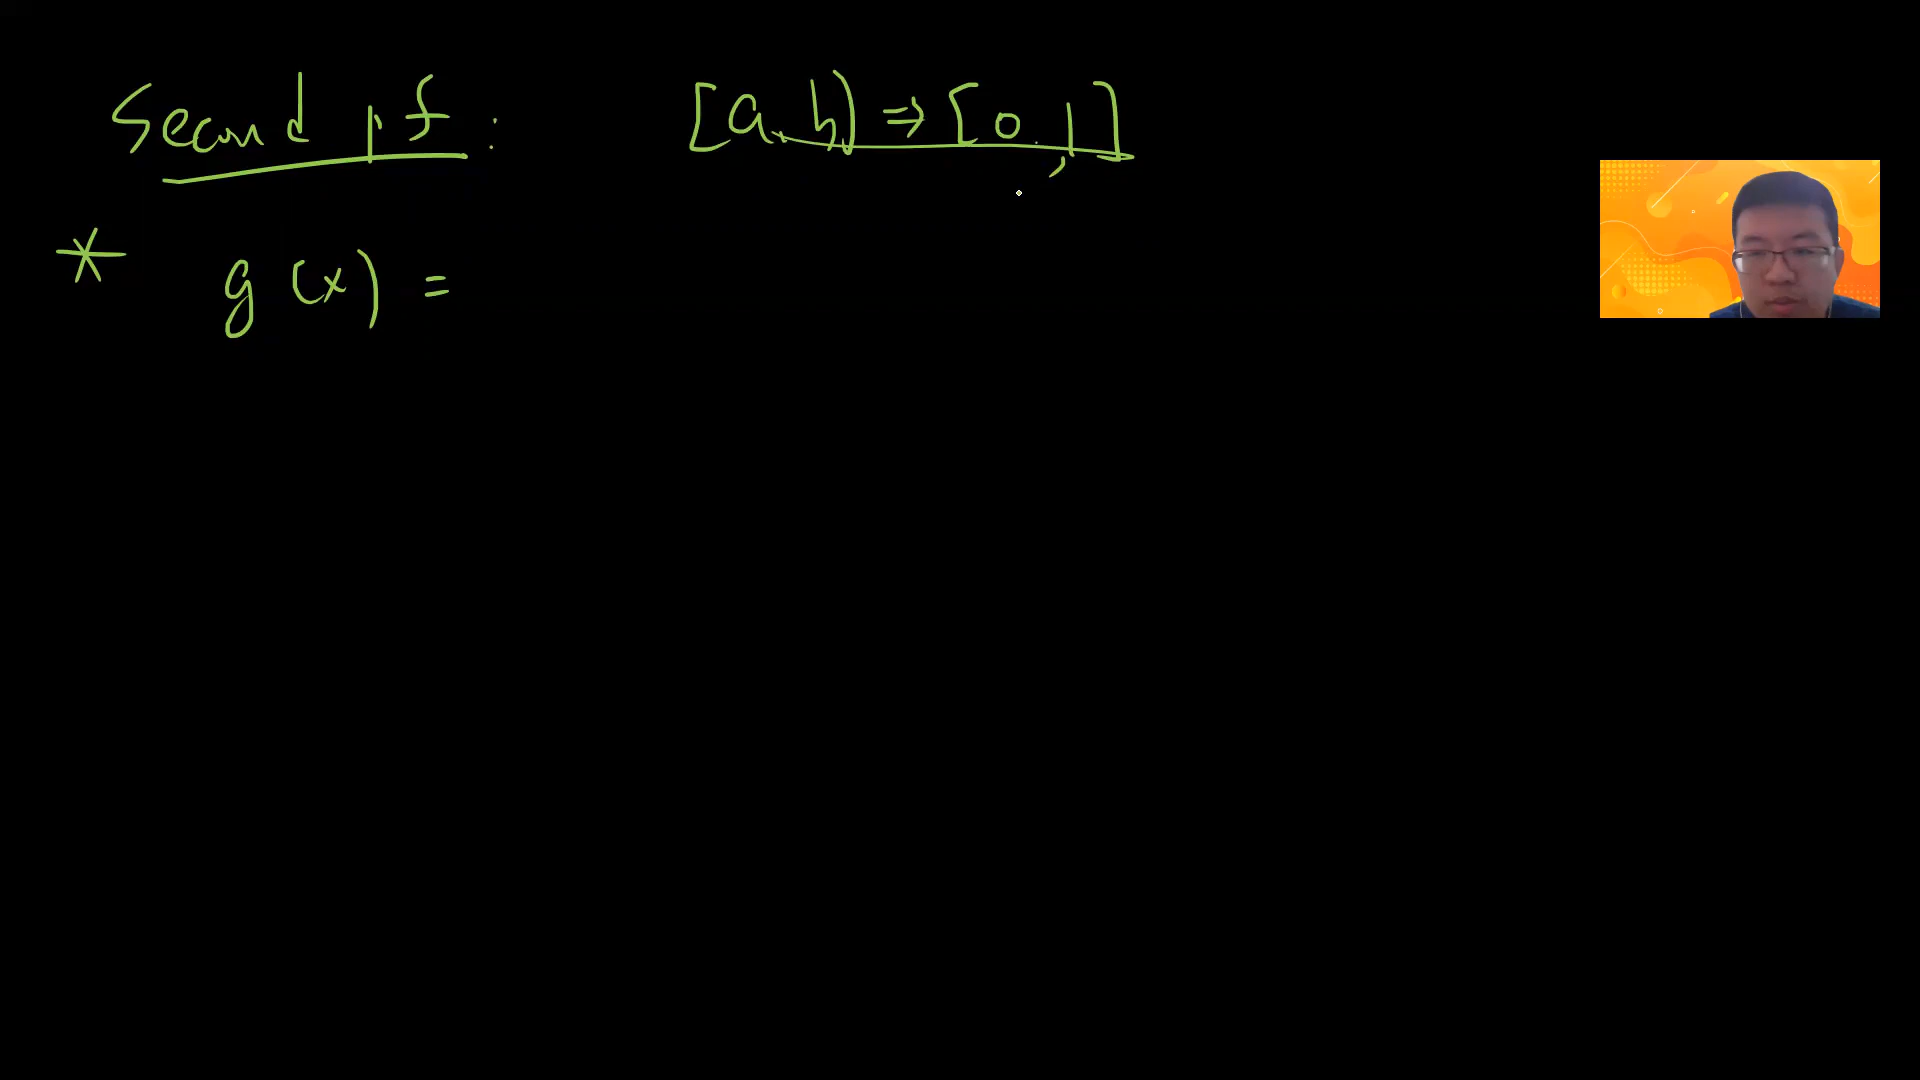 Second pf: [a, b] ⇒ [0, 1]
* g(x) =